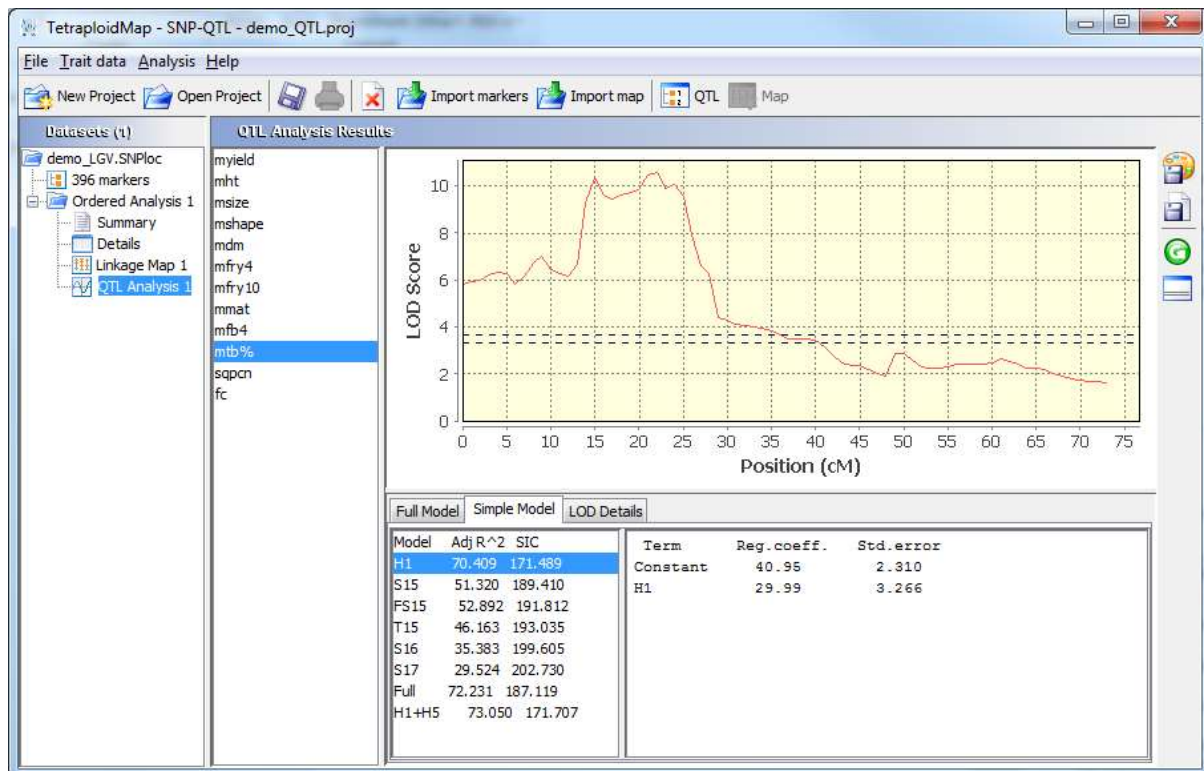 TetraploidMap - SNP-QTL - demo_QTL.proj
File Trait data Analysis Help
New Project Open Project Import markers Import map QTL Map
Datasets (1)
QTL Analysis Results
demo_LGV.SNPloc
396 markers
Ordered Analysis 1
Summary
Details
Linkage Map 1
QTL Analysis 1
myield
mht
msize
mshape
mdm
mfry4
mfry10
mmat
mfb4
mtb%
sqpcn
fc
LOD Score
10
8
6
4
2
0
0 5 10 15 20 25 30 35 40 45 50 55 60 65 70 75
Position (cM)
Full Model Simple Model LOD Details
Model Adj R^2 SIC
H1 70.409 171.489
S15 51.320 189.410
FS15 52.892 191.812
T15 46.163 193.035
S16 35.383 199.605
S17 29.524 202.730
Full 72.231 187.119
H1+H5 73.050 171.707
Term Reg.coeff. Std.error
Constant 40.95 2.310
H1 29.99 3.266